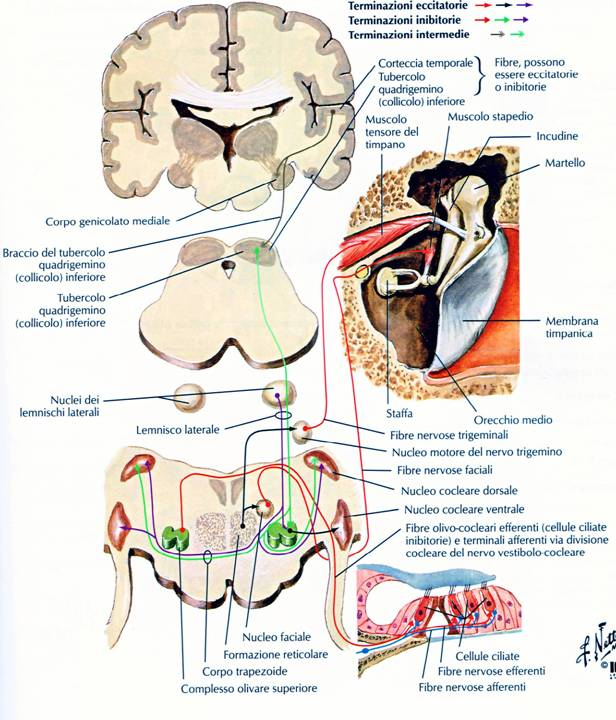 Terminazioni eccitatorie
Terminazioni inibitorie
Terminazioni intermedie
Corteccia temporale
Tubercolo
quadrigemino
(collicolo) inferiore
Fibre, possono
essere eccitatorie
o inibitorie
Muscolo
tensore del
timpano
Muscolo stapedio
Incudine
Martello
Corpo genicolato mediale
Braccio del tubercolo
quadrigemino
(collicolo) inferiore
Tubercolo
quadrigemino
(collicolo) inferiore
Membrana
timpanica
Nuclei dei
lemnischi laterali
Lemnisco laterale
Staffa
Orecchio medio
Fibre nervose trigeminali
Nucleo motore del nervo trigemino
Fibre nervose faciali
Nucleo cocleare dorsale
Nucleo cocleare ventrale
Fibre olivo-cocleari efferenti (cellule ciliate
inibitorie) e terminali afferenti via divisione
cocleare del nervo vestibolo-cocleare
Nucleo faciale
Formazione reticolare
Corpo trapezoide
Complesso olivare superiore
Cellule ciliate
Fibre nervose efferenti
Fibre nervose afferenti